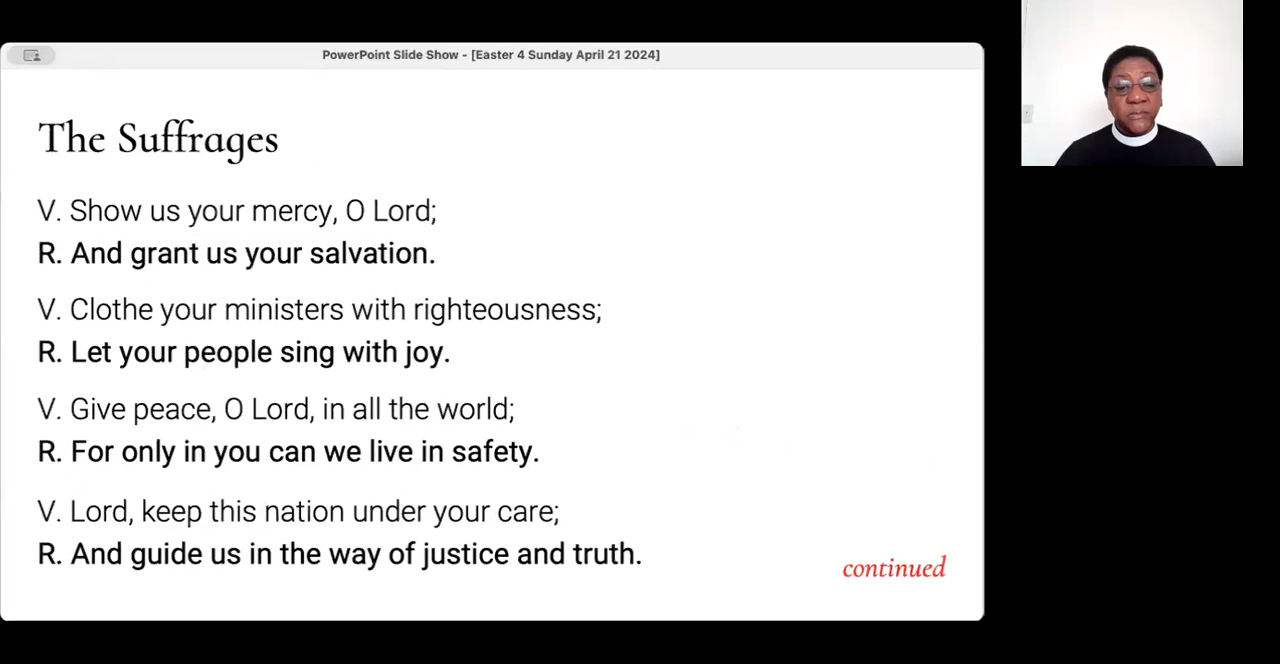 PowerPoint Slide Show - [Easter 4 Sunday April 21 2024]
The Suffrages
V. Show us your mercy, O Lord;
R. And grant us your salvation.
V. Clothe your ministers with righteousness;
R. Let your people sing with joy.
V. Give peace, O Lord, in all the world;
R. For only in you can we live in safety.
V. Lord, keep this nation under your care;
R. And guide us in the way of justice and truth.
continued